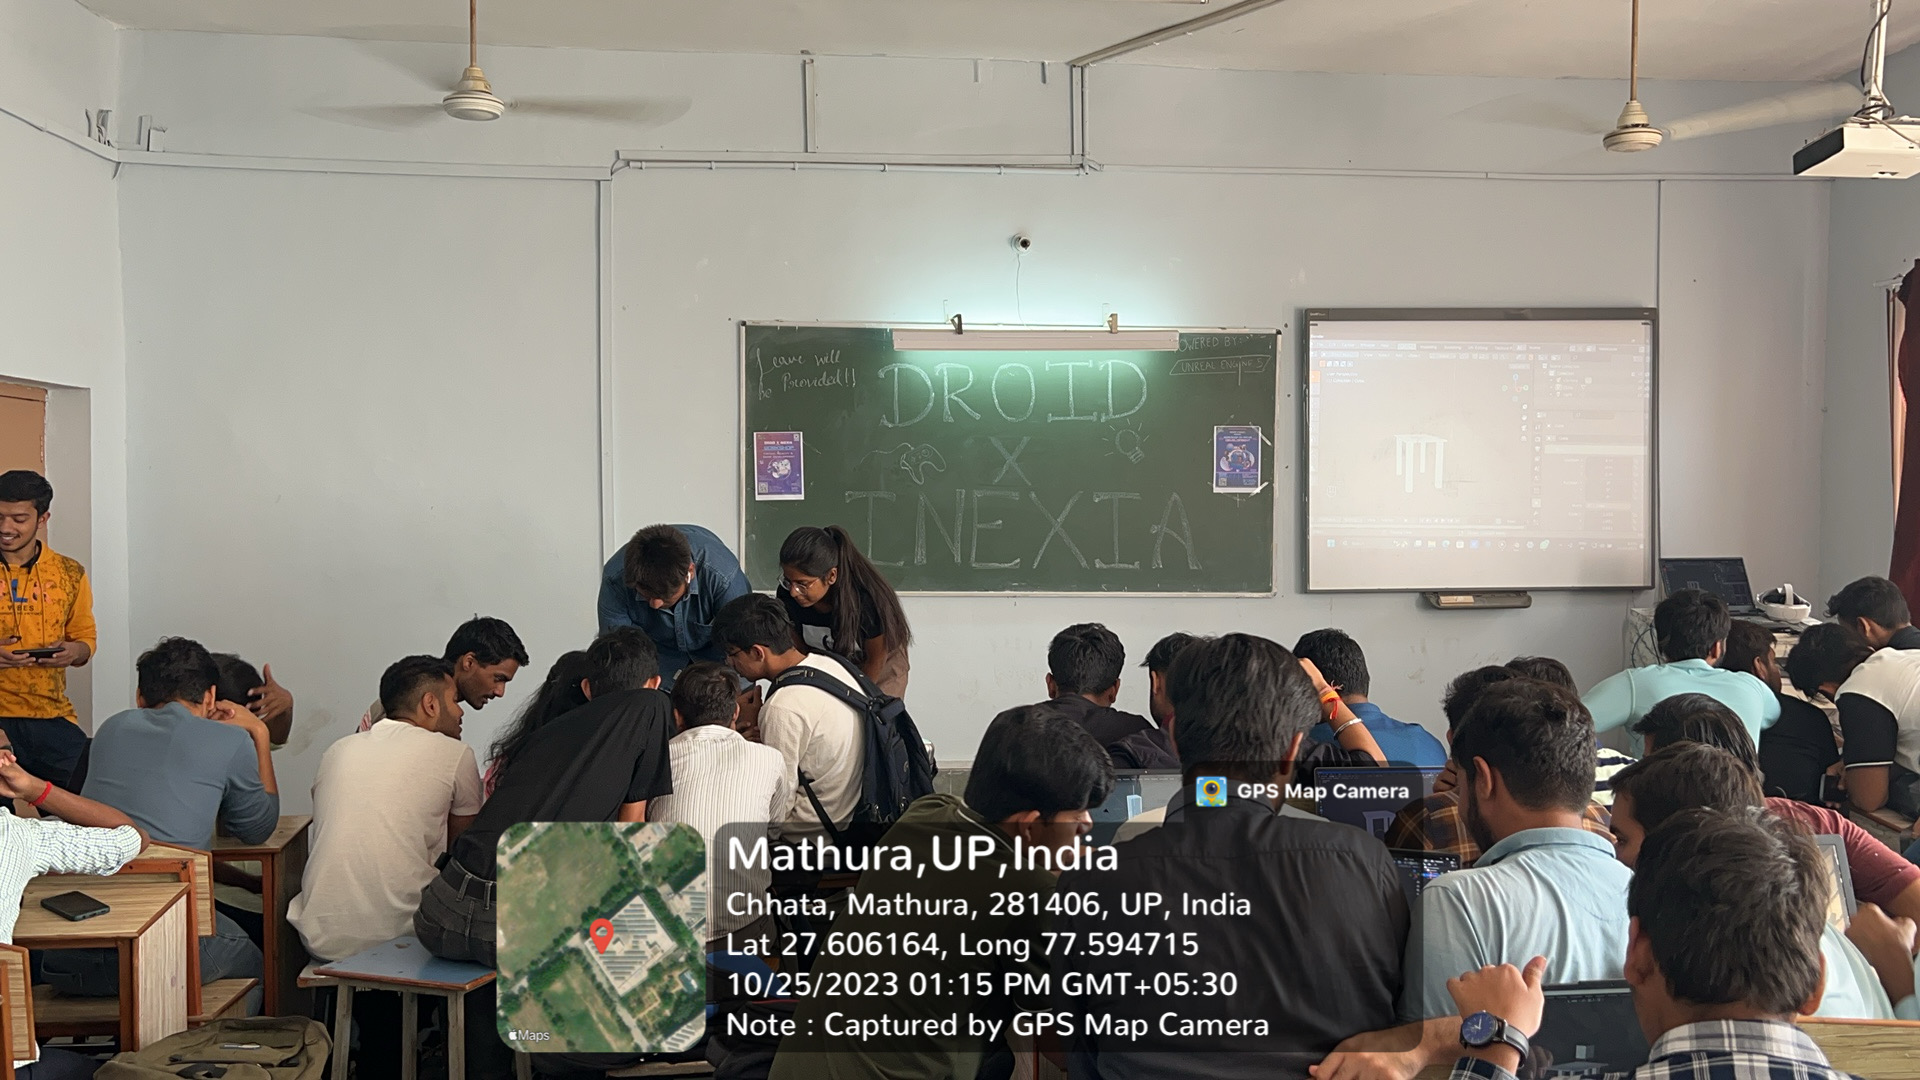 Leave will
be Provided!!
OWERED BY:
UNREAL ENGINE 5
DROID
X
INEXIA
GPS Map Camera
Mathura,UP,India
Chhata, Mathura, 281406, UP, India
Lat 27.606164, Long 77.594715
10/25/2023 01:15 PM GMT+05:30
Note : Captured by GPS Map Camera
Maps